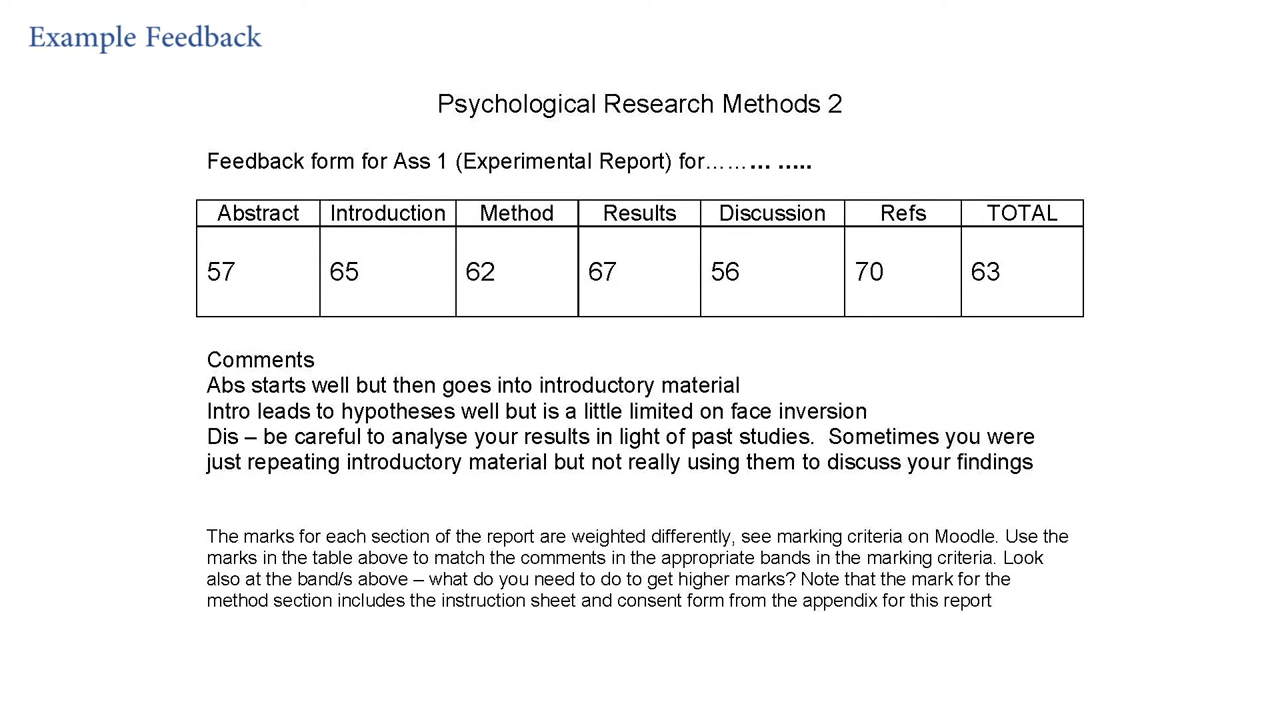 Example Feedback
Psychological Research Methods 2
Feedback form for Ass 1 (Experimental Report) for……… …..
Abstract Introduction Method Results Discussion Refs TOTAL
57 65 62 67 56 70 63
Comments
Abs starts well but then goes into introductory material
Intro leads to hypotheses well but is a little limited on face inversion
Dis – be careful to analyse your results in light of past studies.  Sometimes you were
just repeating introductory material but not really using them to discuss your findings
The marks for each section of the report are weighted differently, see marking criteria on Moodle. Use the
marks in the table above to match the comments in the appropriate bands in the marking criteria. Look
also at the band/s above – what do you need to do to get higher marks? Note that the mark for the
method section includes the instruction sheet and consent form from the appendix for this report